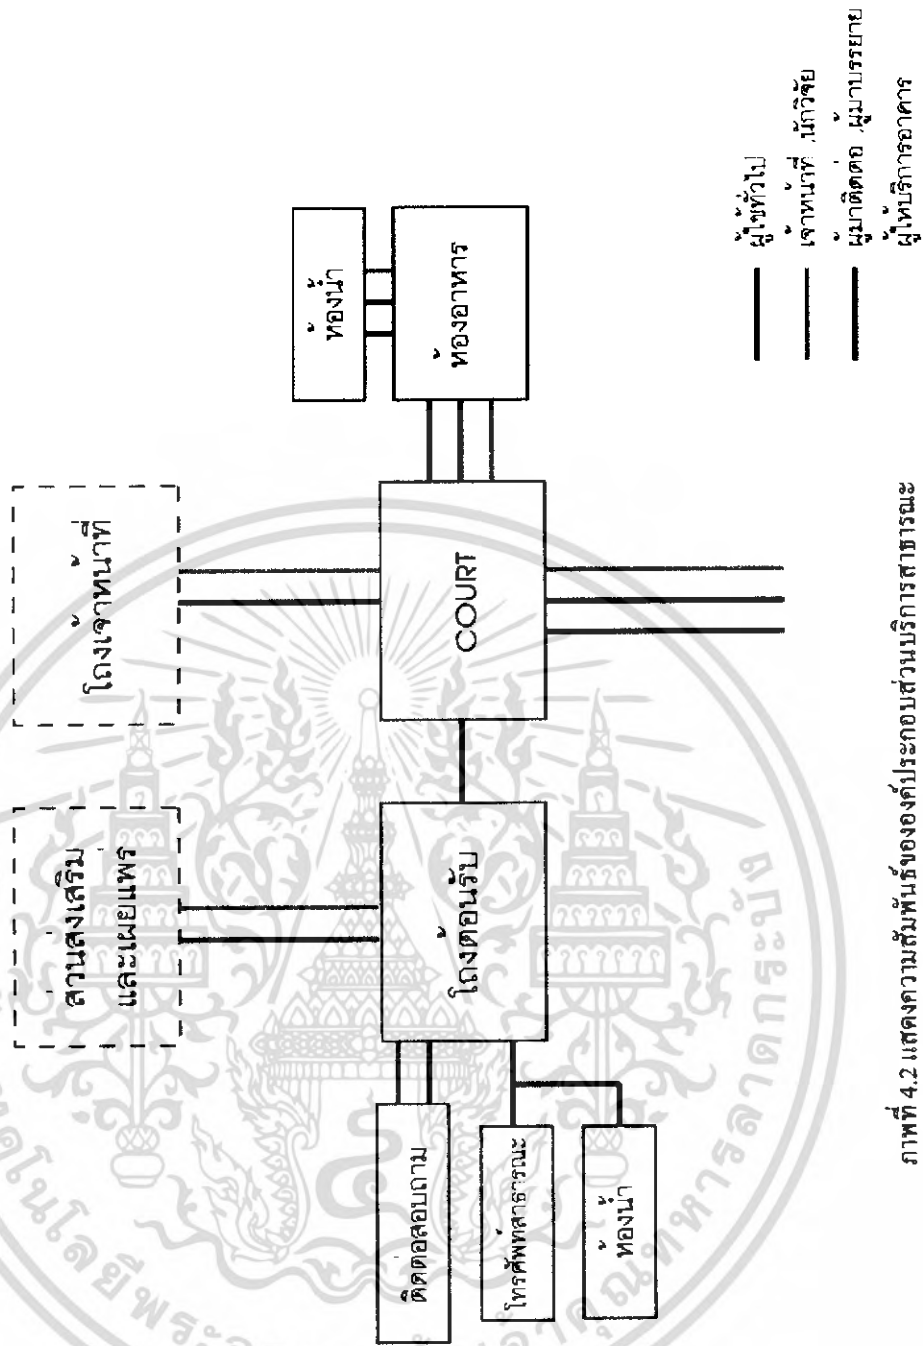 ส่วนส่งเสริม
และเผยแพร่
โถงเจ้าหน้าที่
ติดต่อสอบถาม
โทรศัพท์สาธารณะ
ห้องน้ำ
โถงต้อนรับ
COURT
ห้องอาหาร
ห้องน้ำ
ผู้ใช้ทั่วไป
เจ้าหน้าที่ ,นักวิจัย
ผู้มาติดต่อ ,ผู้มาบรรยาย
ผู้ให้บริการอาคาร
ภาพที่ 4.2 แสดงความสัมพันธ์ขององค์ประกอบส่วนบริการสาธารณะ